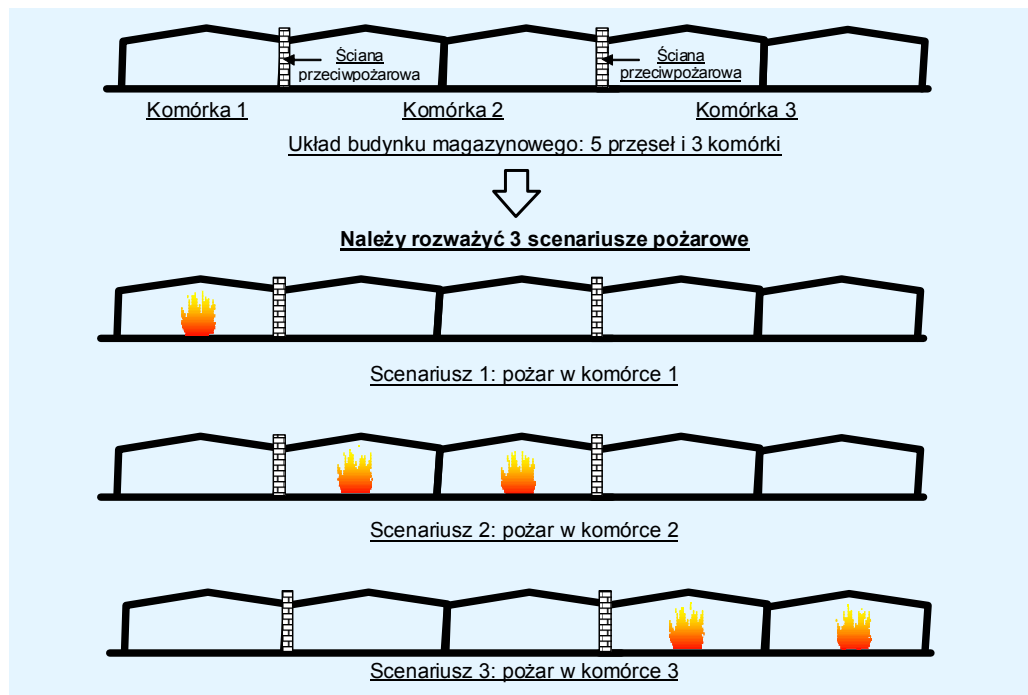 Ściana
przeciwpożarowa
Ściana
przeciwpożarowa
Komórka 1
Komórka 2
Komórka 3
Układ budynku magazynowego: 5 przęseł i 3 komórki
Należy rozważyć 3 scenariusze pożarowe
Scenariusz 1: pożar w komórce 1
Scenariusz 2: pożar w komórce 2
Scenariusz 3: pożar w komórce 3